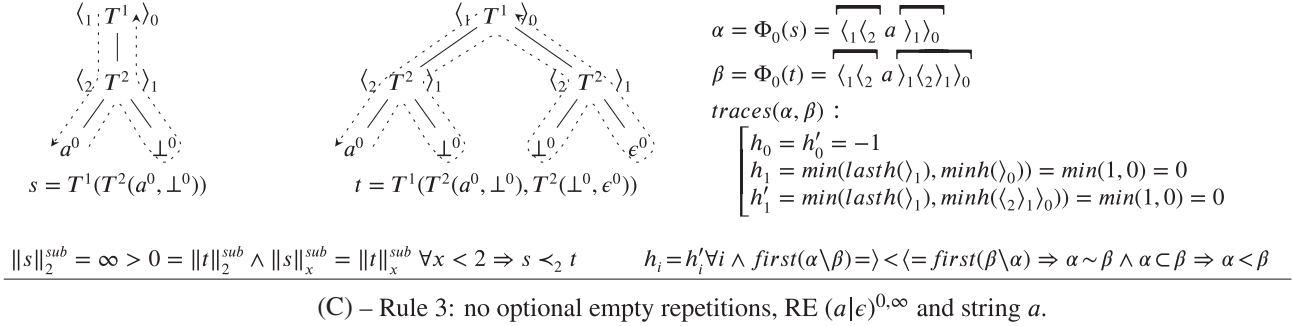 ⟨₁ T¹ ⟩₀
⟨₂ T² ⟩₁
a⁰ ⊥⁰
s = T¹(T²(a⁰, ⊥⁰))
⟨₁ T¹ ⟩₀
⟨₂ T² ⟩₁ ⟨₂ T² ⟩₁
a⁰ ⊥⁰ ⊥⁰ ϵ⁰
t = T¹(T²(a⁰, ⊥⁰), T²(⊥⁰, ϵ⁰))
α = Φ₀(s) = ⟨₁⟨₂ a ⟩₁⟩₀
β = Φ₀(t) = ⟨₁⟨₂ a ⟩₁⟨₂⟩₁⟩₀
traces(α, β) :
h₀ = h′₀ = −1
h₁ = min(lasth(⟩₁), minh(⟩₀)) = min(1, 0) = 0
h′₁ = min(lasth(⟩₁), minh(⟨₂⟩₁⟩₀)) = min(1, 0) = 0
‖s‖₂ˢᵘᵇ = ∞ > 0 = ‖t‖₂ˢᵘᵇ ∧ ‖s‖ₓˢᵘᵇ = ‖t‖ₓˢᵘᵇ ∀x < 2 ⇒ s ≺₂ t
hᵢ = h′ᵢ ∀i ∧ first(α\β) = ⟩ < ⟨ = first(β\α) ⇒ α ∼ β ∧ α ⊂ β ⇒ α < β
(C) – Rule 3: no optional empty repetitions, RE (a|ϵ)⁰,∞ and string a.